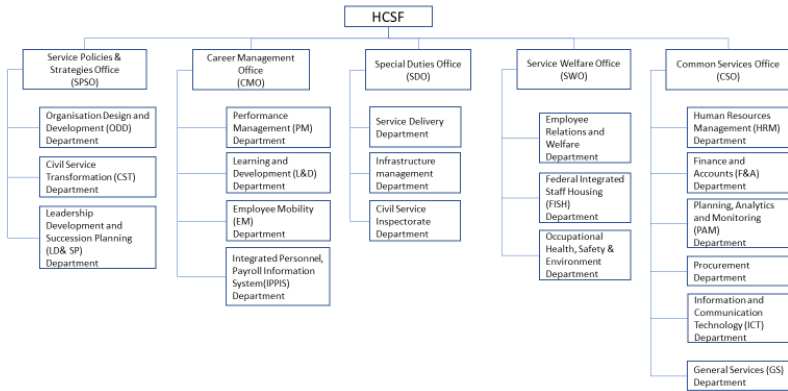 HCSF
Service Policies &
Strategies Office
(SPSO)
Organisation Design and
Development (ODD)
Department
Civil Service
Transformation (CST)
Department
Leadership
Development and
Succession Planning
(LD& SP)
Department
Career Management
Office
(CMO)
Performance
Management (PM)
Department
Learning and
Development (L&D)
Department
Employee Mobility
(EM)
Department
Integrated Personnel,
Payroll Information
System(IPPIS)
Department
Special Duties Office
(SDO)
Service Delivery
Department
Infrastructure
management
Department
Civil Service
Inspectorate
Department
Service Welfare Office
(SWO)
Employee
Relations and
Welfare
Department
Federal Integrated
Staff Housing
(FISH)
Department
Occupational
Health, Safety &
Environment
Department
Common Services Office
(CSO)
Human Resources
Management (HRM)
Department
Finance and
Accounts (F&A)
Department
Planning, Analytics
and Monitoring
(PAM)
Department
Procurement
Department
Information and
Communication
Technology (ICT)
Department
General Services (GS)
Department